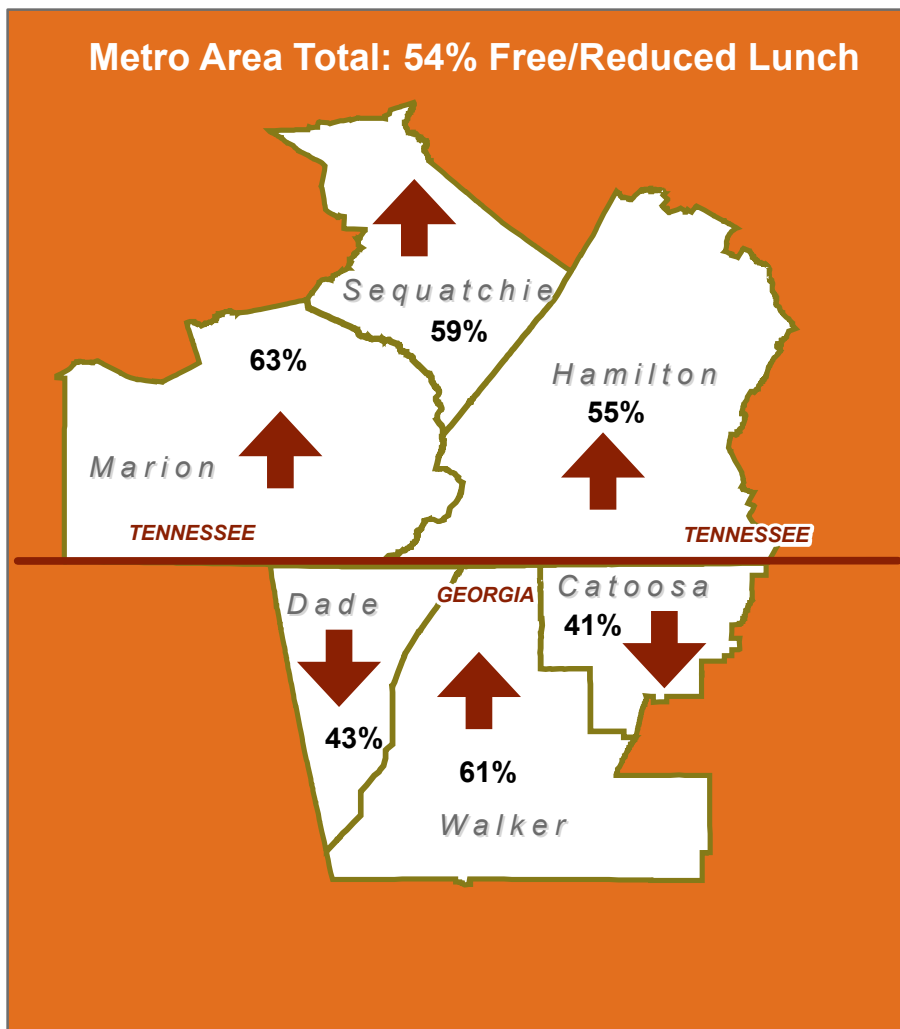 Metro Area Total: 54% Free/Reduced Lunch
Sequatchie
59%
63%
Hamilton
55%
Marion
TENNESSEE
TENNESSEE
Dade
GEORGIA
Catoosa
41%
43%
61%
Walker